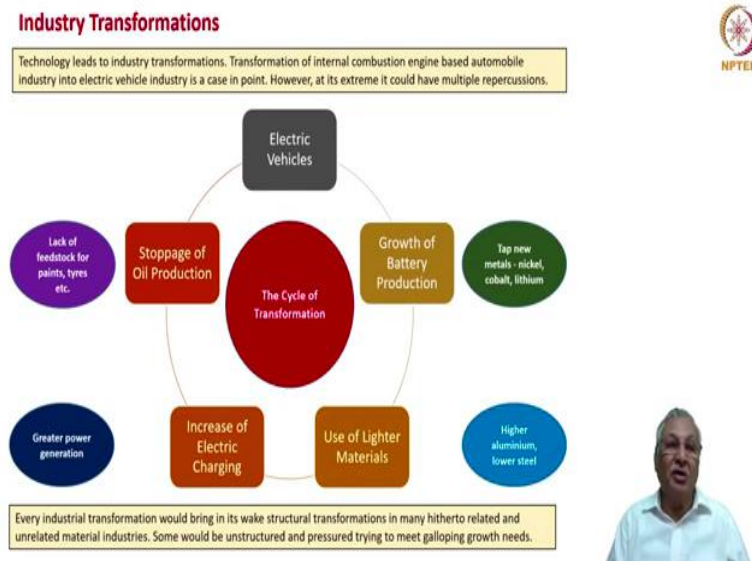 Industry Transformations
NPTEL
Technology leads to industry transformations. Transformation of internal combustion engine based automobile
industry into electric vehicle industry is a case in point. However, at its extreme it could have multiple repercussions.
Electric
Vehicles
Lack of
feedstock for
paints, tyres
etc.
Stoppage of
Oil Production
Growth of
Battery
Production
Tap new
metals - nickel,
cobalt, lithium
The Cycle of
Transformation
Greater power
generation
Increase of
Electric
Charging
Use of Lighter
Materials
Higher
aluminium,
lower steel
Every industrial transformation would bring in its wake structural transformations in many hitherto related and
unrelated material industries. Some would be unstructured and pressured trying to meet galloping growth needs.